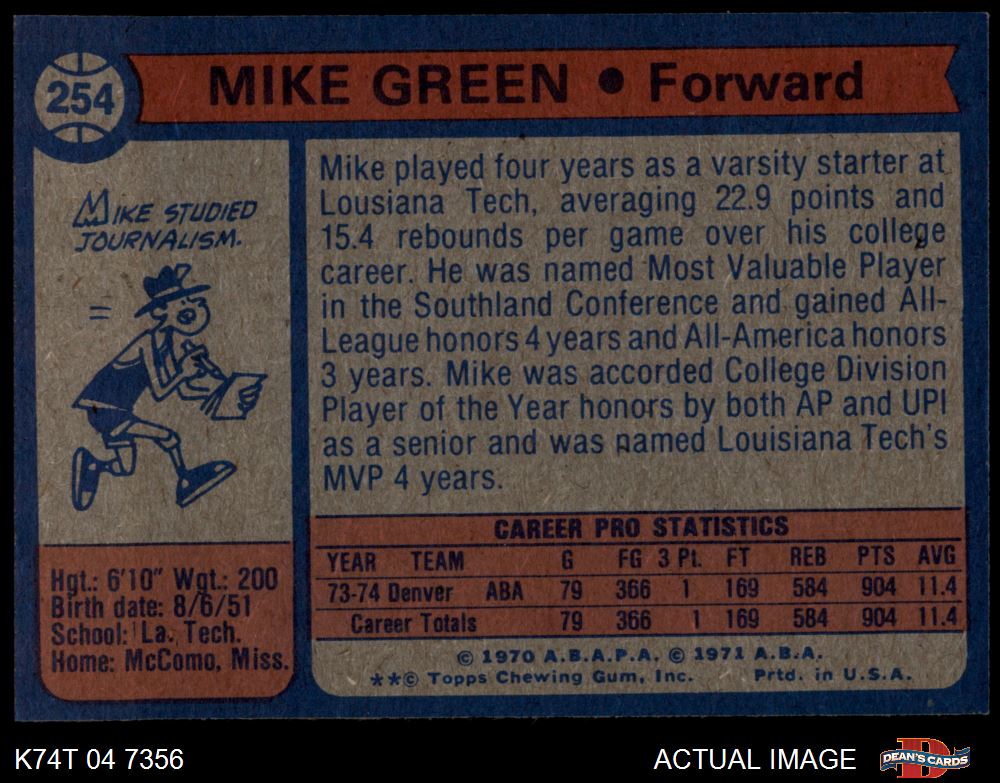 254
MIKE GREEN • Forward
MIKE STUDIED
JOURNALISM.
Mike played four years as a varsity starter at
Lousiana Tech, averaging 22.9 points and
15.4 rebounds per game over his college
career. He was named Most Valuable Player
in the Southland Conference and gained All-
League honors 4 years and All-America honors
3 years. Mike was accorded College Division
Player of the Year honors by both AP and UPI
as a senior and was named Louisiana Tech's
MVP 4 years.
Hgt.: 6'10" Wgt.: 200
Birth date: 8/6/51
School: La. Tech.
Home: McComo, Miss.
CAREER PRO STATISTICS
YEAR TEAM G FG 3 Pt. FT REB PTS AVG
73-74 Denver ABA 79 366 1 169 584 904 11.4
Career Totals 79 366 1 169 584 904 11.4
© 1970 A.B.A.P.A. © 1971 A.B.A.
**© Topps Chewing Gum, Inc. Prtd. in U.S.A.
K74T 04 7356
ACTUAL IMAGE
DEAN'S CARDS